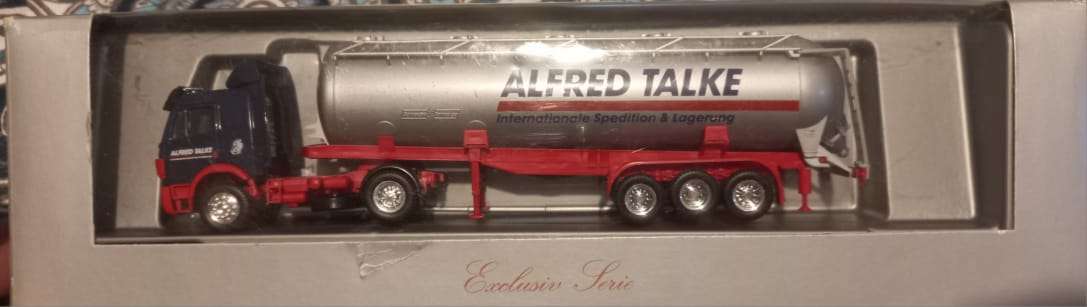 ALFRED TALKE
Internationale Spedition & Lagerung
ALFRED TALKE
Exclusiv Serie